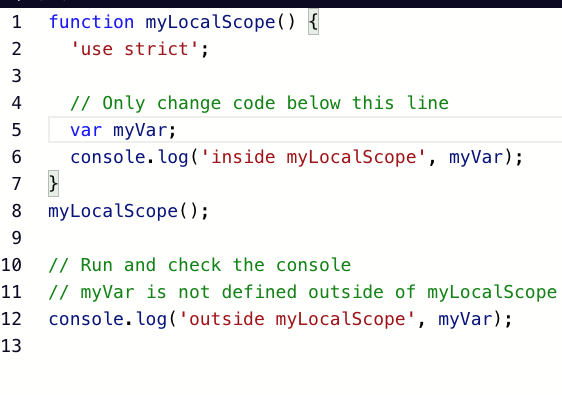 1 function myLocalScope() {
2 'use strict';
3
4 // Only change code below this line
5 var myVar;
6 console.log('inside myLocalScope', myVar);
7 }
8 myLocalScope();
9
10 // Run and check the console
11 // myVar is not defined outside of myLocalScope
12 console.log('outside myLocalScope', myVar);
13